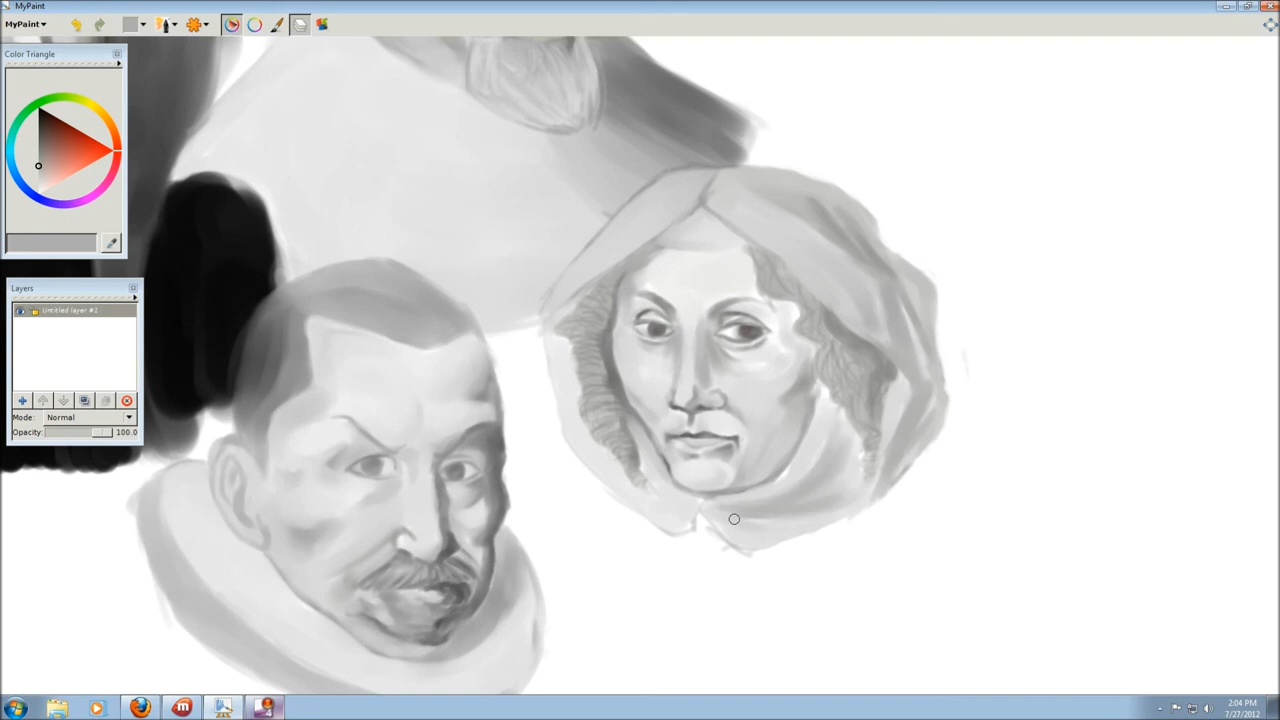 MyPaint
MyPaint
Color Triangle
Layers
Untitled layer #1
Mode: Normal
Opacity: 100.0
2:04 PM
7/27/2012